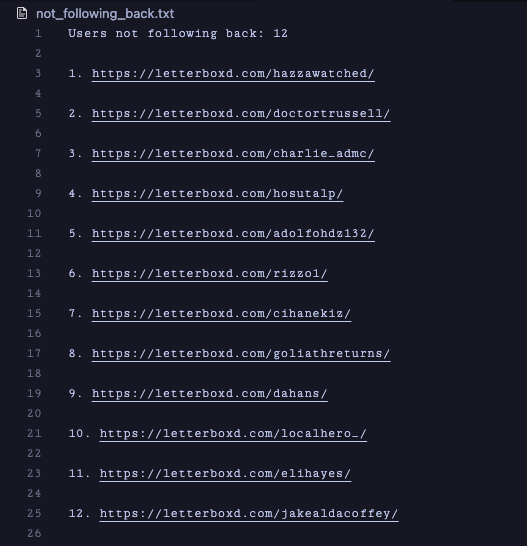 not_following_back.txt
1 Users not following back: 12
2
3 1. https://letterboxd.com/hazzawatched/
4
5 2. https://letterboxd.com/doctortrussell/
6
7 3. https://letterboxd.com/charlie_admc/
8
9 4. https://letterboxd.com/hosutalp/
10
11 5. https://letterboxd.com/adolfohdz132/
12
13 6. https://letterboxd.com/rizzo1/
14
15 7. https://letterboxd.com/cihanekiz/
16
17 8. https://letterboxd.com/goliathreturns/
18
19 9. https://letterboxd.com/dahans/
20
21 10. https://letterboxd.com/localhero_/
22
23 11. https://letterboxd.com/elihayes/
24
25 12. https://letterboxd.com/jakealdacoffey/
26